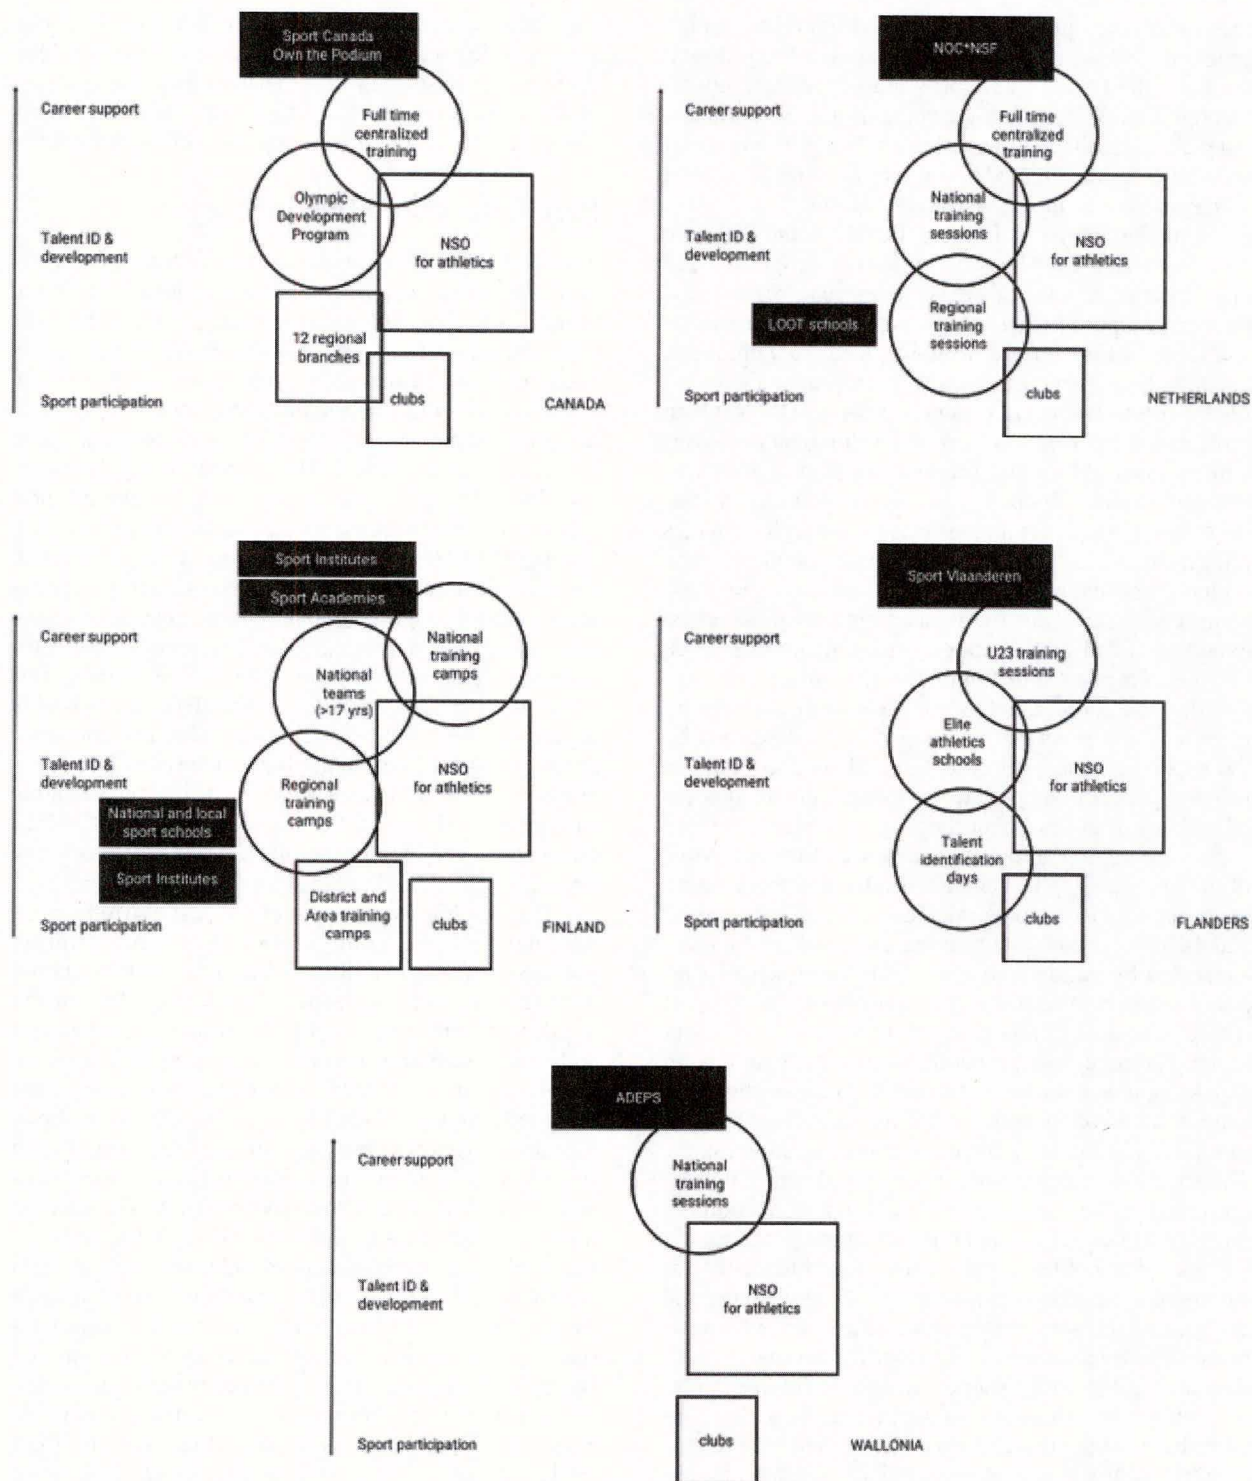 Sport Canada
Own the Podium
Career support
Full time
centralized
training
Olympic
Development
Program
Talent ID &
development
NSO
for athletics
12 regional
branches
Sport participation
clubs
CANADA
NOC*NSF
Career support
Full time
centralized
training
National
training
sessions
Talent ID &
development
NSO
for athletics
LOOT schools
Regional
training
sessions
Sport participation
clubs
NETHERLANDS
Sport Institutes
Sport Academies
Career support
National
training
camps
National
teams
(>17 yrs)
Talent ID &
development
NSO
for athletics
Regional
training
camps
National and local
sport schools
Sport Institutes
District and
Area training
camps
Sport participation
clubs
FINLAND
Sport Vlaanderen
Career support
U23 training
sessions
Elite
athletics
schools
Talent ID &
development
NSO
for athletics
Talent
identification
days
Sport participation
clubs
FLANDERS
ADEPS
Career support
National
training
sessions
Talent ID &
development
NSO
for athletics
Sport participation
clubs
WALLONIA